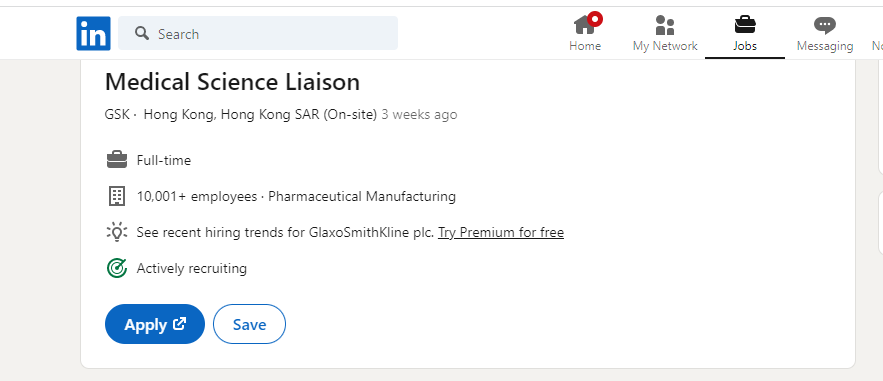 in Search
Home My Network Jobs Messaging
Medical Science Liaison
GSK · Hong Kong, Hong Kong SAR (On-site) 3 weeks ago
Full-time
10,001+ employees · Pharmaceutical Manufacturing
See recent hiring trends for GlaxoSmithKline plc. Try Premium for free
Actively recruiting
Apply Save